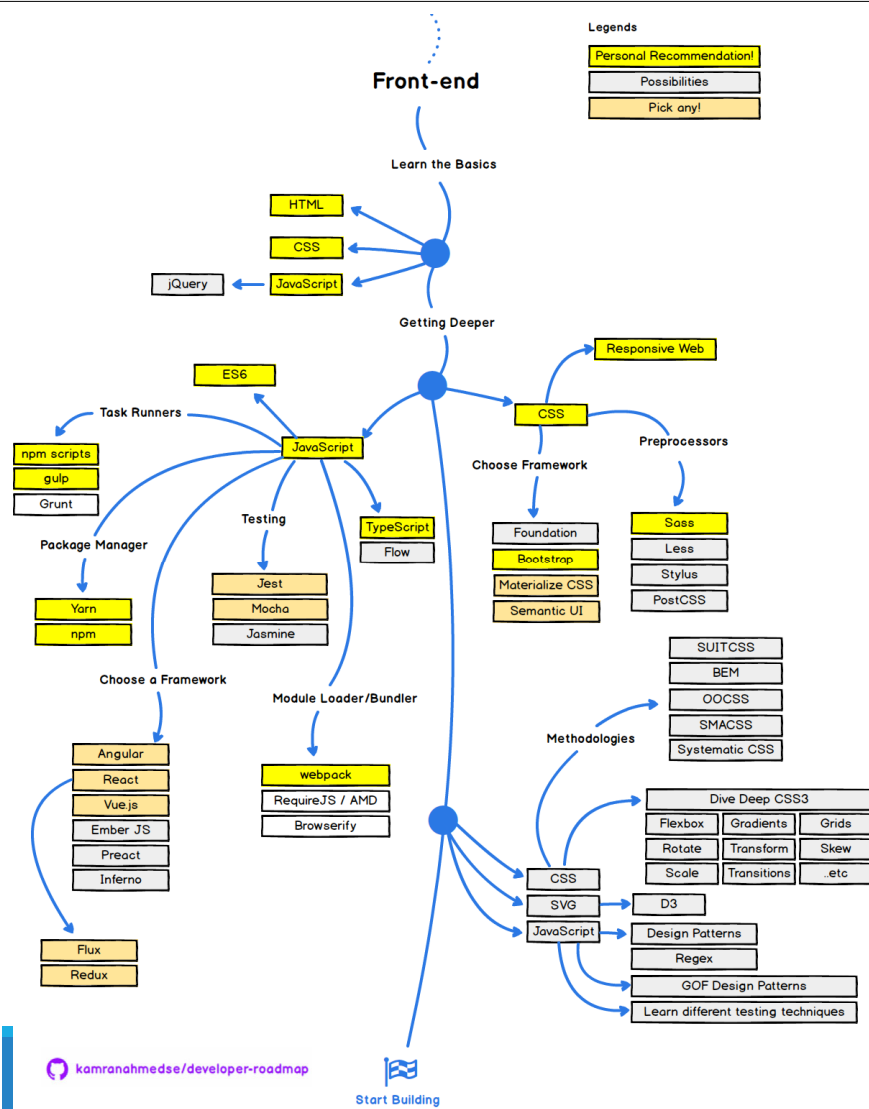 Legends
Personal Recommendation!
Possibilities
Pick any!
Front-end
Learn the Basics
HTML
CSS
jQuery
JavaScript
Getting Deeper
Responsive Web
ES6
CSS
Task Runners
npm scripts
gulp
Grunt
JavaScript
Preprocessors
Choose Framework
Testing
TypeScript
Flow
Package Manager
Yarn
npm
Jest
Mocha
Jasmine
Foundation
Bootstrap
Materialize CSS
Semantic UI
Sass
Less
Stylus
PostCSS
Choose a Framework
Module Loader/Bundler
Angular
React
Vue.js
Ember JS
Preact
Inferno
webpack
RequireJS / AMD
Browserify
Flux
Redux
Methodologies
SUITCSS
BEM
OOCSS
SMACSS
Systematic CSS
Dive Deep CSS3
Flexbox Gradients Grids
Rotate Transform Skew
Scale Transitions ..etc
CSS
SVG
D3
JavaScript
Design Patterns
Regex
GOF Design Patterns
Learn different testing techniques
kamranahmedse/developer-roadmap
Start Building